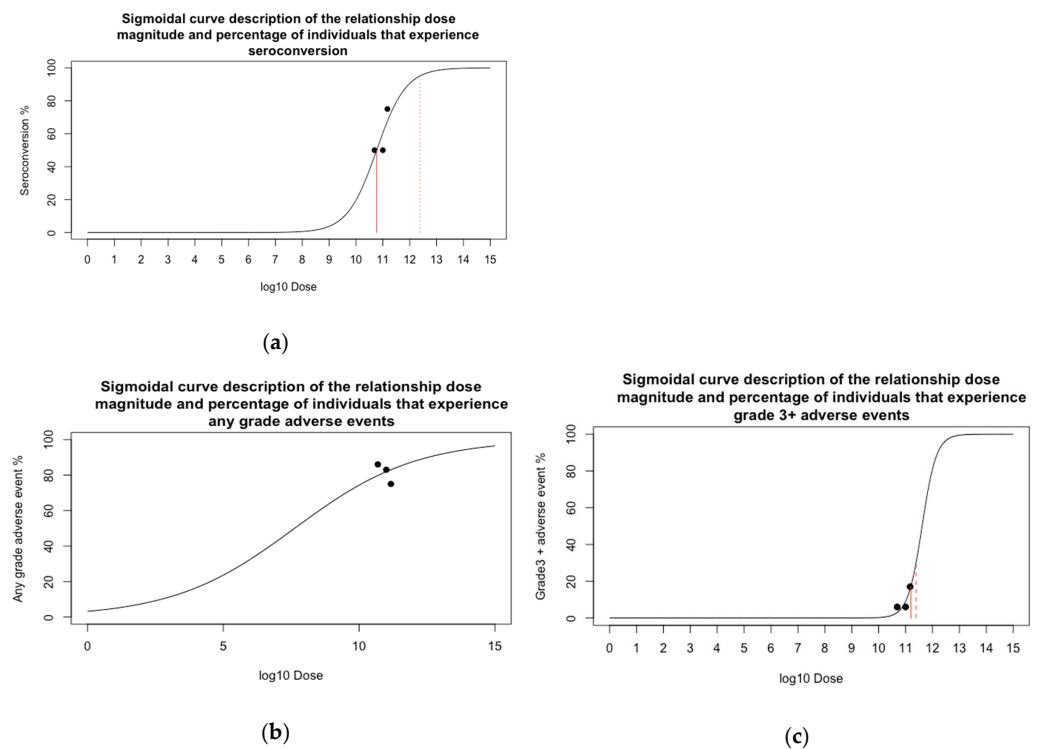 Sigmoidal curve description of the relationship dose
magnitude and percentage of individuals that experience
seroconversion
Seroconversion %
100
80
60
40
20
0
0 1 2 3 4 5 6 7 8 9 10 11 12 13 14 15
log10 Dose
(a)
Sigmoidal curve description of the relationship dose
magnitude and percentage of individuals that experience
any grade adverse events
Any grade adverse event %
100
80
60
40
20
0
0 5 10 15
log10 Dose
(b)
Sigmoidal curve description of the relationship dose
magnitude and percentage of individuals that experience
grade 3+ adverse events
Grade3 + adverse event %
100
80
60
40
20
0
0 1 2 3 4 5 6 7 8 9 10 11 12 13 14 15
log10 Dose
(c)